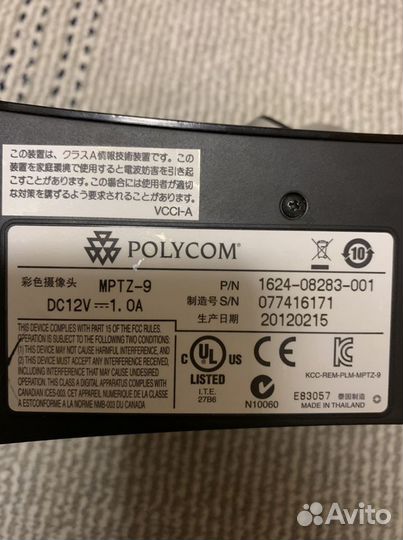 この装置は、クラスA情報技術装置です。この
装置を家庭環境で使用すると電波妨害を引き起
こすことがあります。この場合には使用者が適切
な対策を講ずるよう要求されることがあります。
VCCI-A
POLYCOM®
10
彩色摄像头 MPTZ-9
P/N 1624-08283-001
DC12V 1.0A
制造号 S/N 077416171
生产日期 20120215
THIS DEVICE COMPLIES WITH PART 15 OF THE FCC RULES.
OPERATION IS SUBJECT TO THE FOLLOWING TWO CONDITIONS:
(1) THIS DEVICE MAY NOT CAUSE HARMFUL INTERFERENCE, AND
(2) THIS DEVICE MUST ACCEPT ANY INTERFERENCE RECEIVED,
INCLUDING INTERFERENCE THAT MAY CAUSE UNDESIRED
OPERATION. THIS CLASS A DIGITAL APPARATUS COMPLIES WITH
CANADIAN ICES-003. CET APPAREIL NUMERIQUE DE LA CLASSE A
EST CONFORME A LA NORME NMB-003 DU CANADA
C UL US
LISTED
I.T.E.
27B6
N10060
KCC-REM-PLM-MPTZ-9
E83057 泰国制造
MADE IN THAILAND
Avito